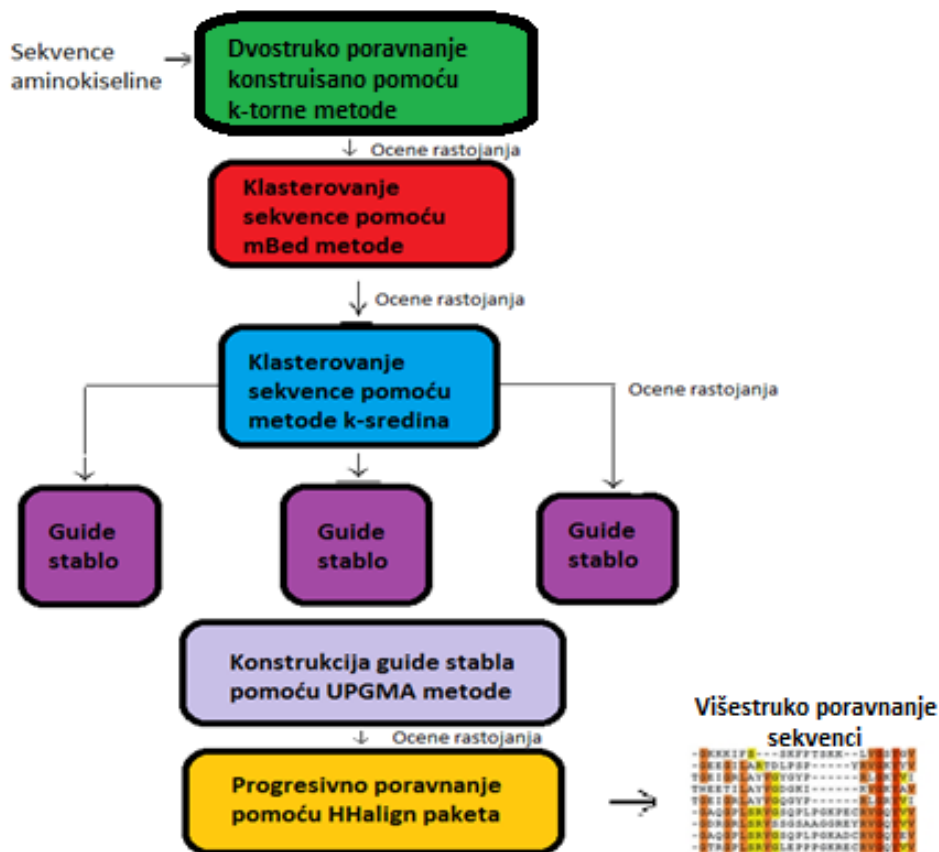 Sekvence
aminokiseline
Dvostruko poravnanje
konstruisano pomoću
k-torne metode
Ocene rastojanja
Klasterovanje
sekvence pomoću
mBed metode
Ocene rastojanja
Klasterovanje
sekvence pomoću
metode k-sredina
Ocene rastojanja
Guide
stablo
Guide
stablo
Guide
stablo
Konstrukcija guide stabla
pomoću UPGMA metode
Ocene rastojanja
Progresivno poravnanje
pomoću HHalign paketa
Višestruko poravnanje
sekvenci